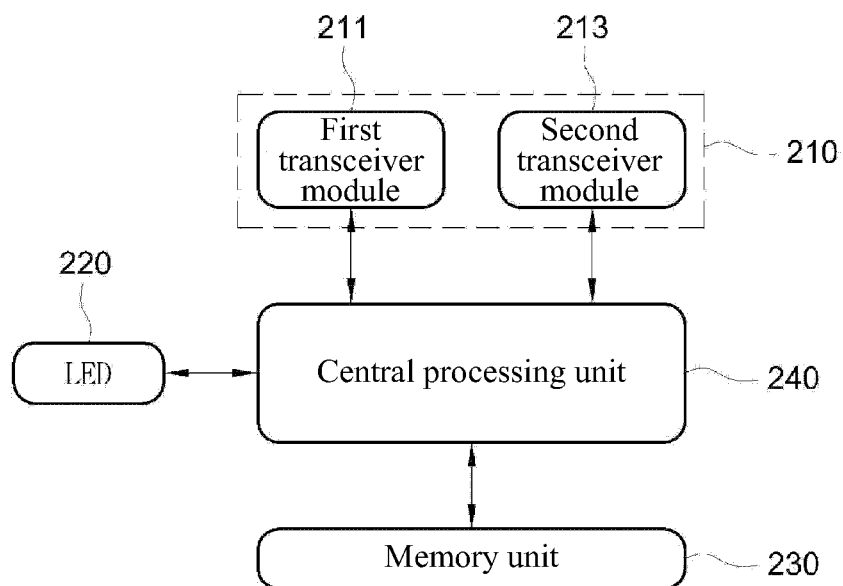 211
213
First
transceiver
module
Second
transceiver
module
210
220
LED
Central processing unit
240
Memory unit
230